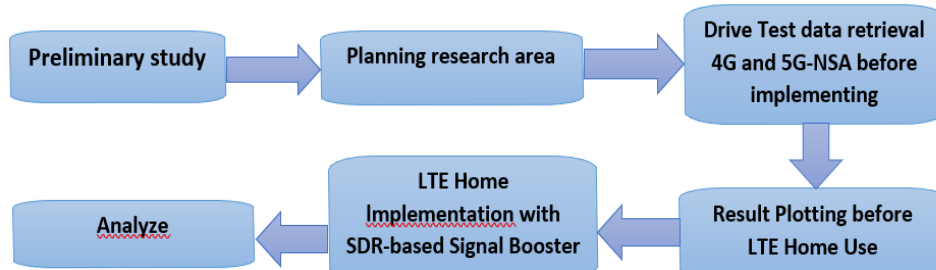 Preliminary study
Planning research area
Drive Test data retrieval
4G and 5G-NSA before
implementing
Result Plotting before
LTE Home Use
LTE Home
Implementation with
SDR-based Signal Booster
Analyze